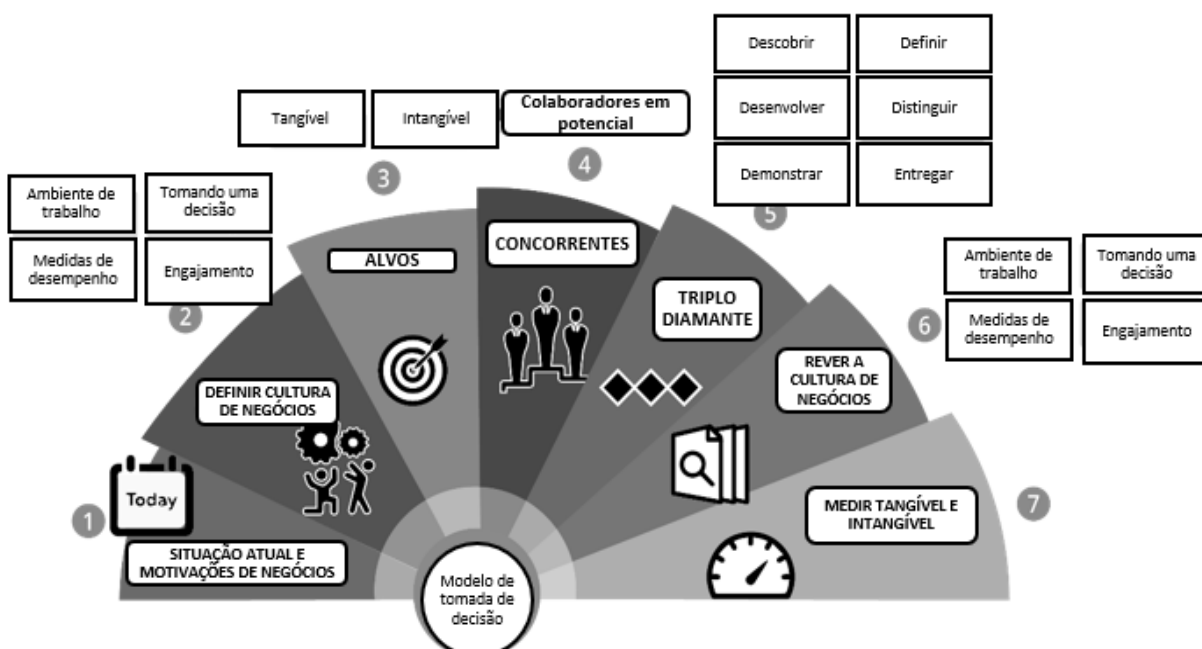 Descobrir
Definir
Desenvolver
Distinguir
Demonstrar
Entregar
5
Tangível
Intangível
3
Colaboradores em
potencial
4
Ambiente de
trabalho
Tomando uma
decisão
Medidas de
desempenho
Engajamento
2
Ambiente de
trabalho
Tomando uma
decisão
Medidas de
desempenho
Engajamento
6
ALVOS
CONCORRENTES
TRIPLO
DIAMANTE
DEFINIR CULTURA
DE NEGÓCIOS
REVER A
CULTURA DE
NEGÓCIOS
1
Today
SITUAÇÃO ATUAL E
MOTIVAÇÕES DE NEGÓCIOS
MEDIR TANGÍVEL E
INTANGÍVEL
7
Modelo de
tomada de
decisão